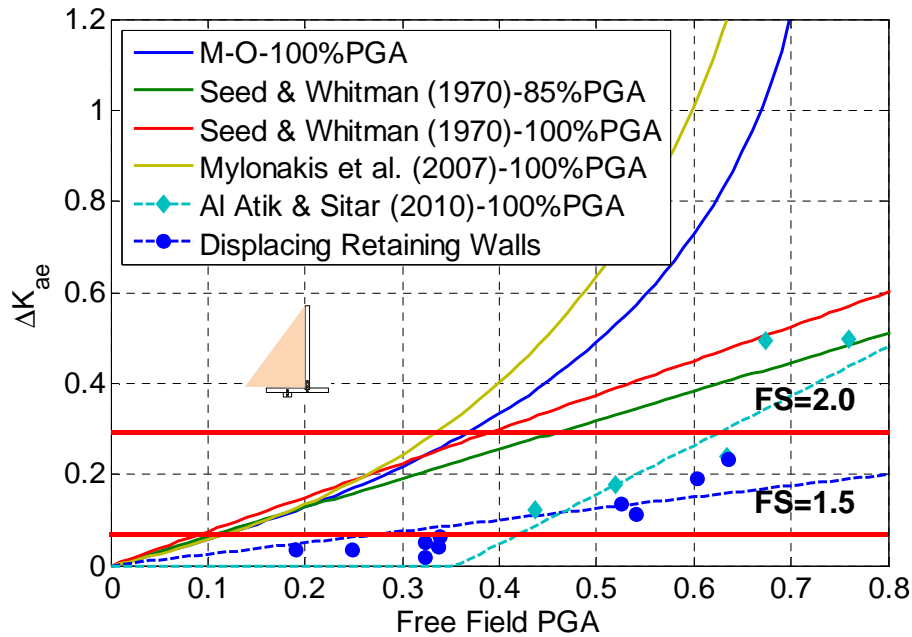 1.2
1
0.8
0.6
0.4
0.2
0
ΔKae
M-O-100%PGA
Seed & Whitman (1970)-85%PGA
Seed & Whitman (1970)-100%PGA
Mylonakis et al. (2007)-100%PGA
Al Atik & Sitar (2010)-100%PGA
Displacing Retaining Walls
FS=2.0
FS=1.5
0 0.1 0.2 0.3 0.4 0.5 0.6 0.7 0.8
Free Field PGA